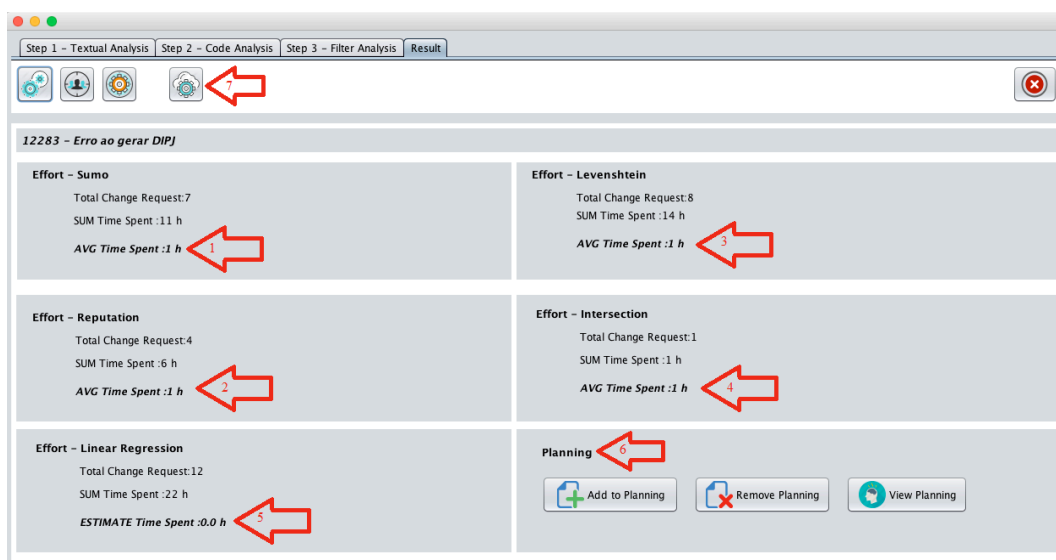 Step 1 - Textual Analysis Step 2 - Code Analysis Step 3 - Filter Analysis Result
7
12283 - Erro ao gerar DIPJ
Effort - Sumo
Total Change Request:7
SUM Time Spent :11 h
AVG Time Spent :1 h 1
Effort - Levenshtein
Total Change Request:8
SUM Time Spent :14 h
AVG Time Spent :1 h 3
Effort - Reputation
Total Change Request:4
SUM Time Spent :6 h
AVG Time Spent :1 h 2
Effort - Intersection
Total Change Request:1
SUM Time Spent :1 h
AVG Time Spent :1 h 4
Effort - Linear Regression
Total Change Request:12
SUM Time Spent :22 h
ESTIMATE Time Spent :0.0 h 5
Planning 6
Add to Planning Remove Planning View Planning